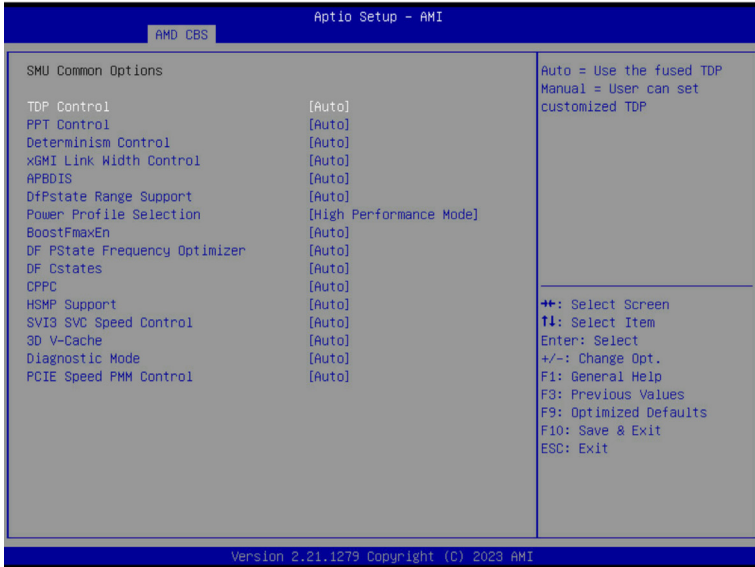 Aptio Setup - AMI
AMD CBS
SMU Common Options
TDP Control [Auto]
PPT Control [Auto]
Determinism Control [Auto]
xGMI Link Width Control [Auto]
APBDIS [Auto]
DfPstate Range Support [Auto]
Power Profile Selection [High Performance Mode]
BoostFmaxEn [Auto]
DF PState Frequency Optimizer [Auto]
DF Cstates [Auto]
CPPC [Auto]
HSMP Support [Auto]
SVI3 SVC Speed Control [Auto]
3D V-Cache [Auto]
Diagnostic Mode [Auto]
PCIE Speed PMM Control [Auto]
Auto = Use the fused TDP
Manual = User can set
customized TDP
→←: Select Screen
↑↓: Select Item
Enter: Select
+/-: Change Opt.
F1: General Help
F3: Previous Values
F9: Optimized Defaults
F10: Save & Exit
ESC: Exit
Version 2.21.1279 Copyright (C) 2023 AMI